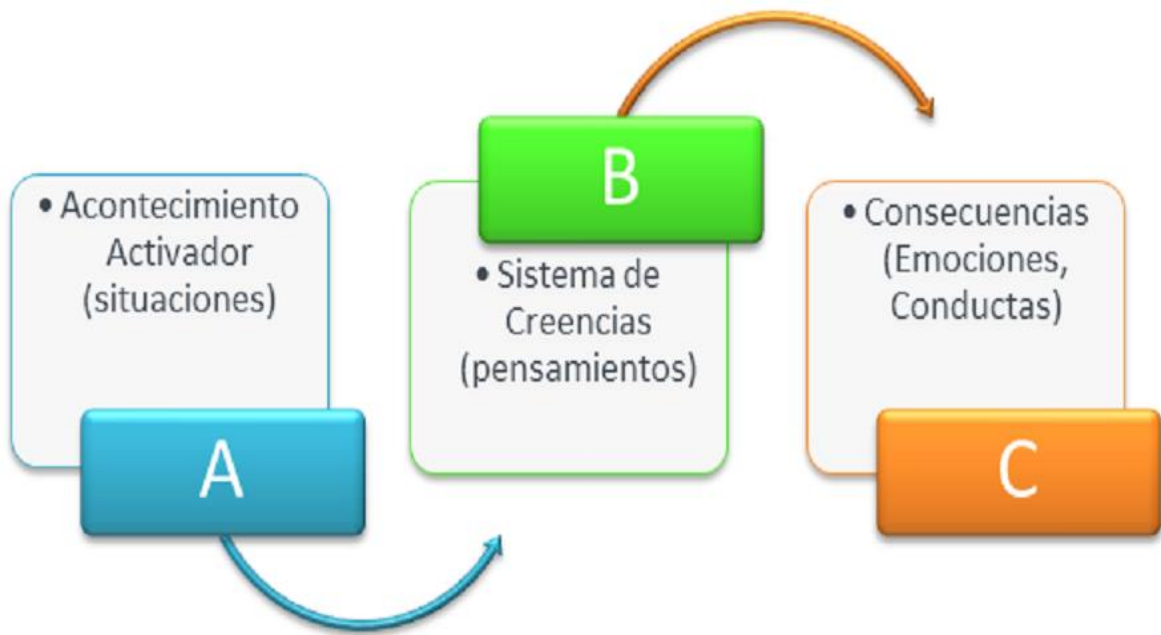 • Acontecimiento
Activador
(situaciones)
A
B
• Sistema de
Creencias
(pensamientos)
• Consecuencias
(Emociones,
Conductas)
C